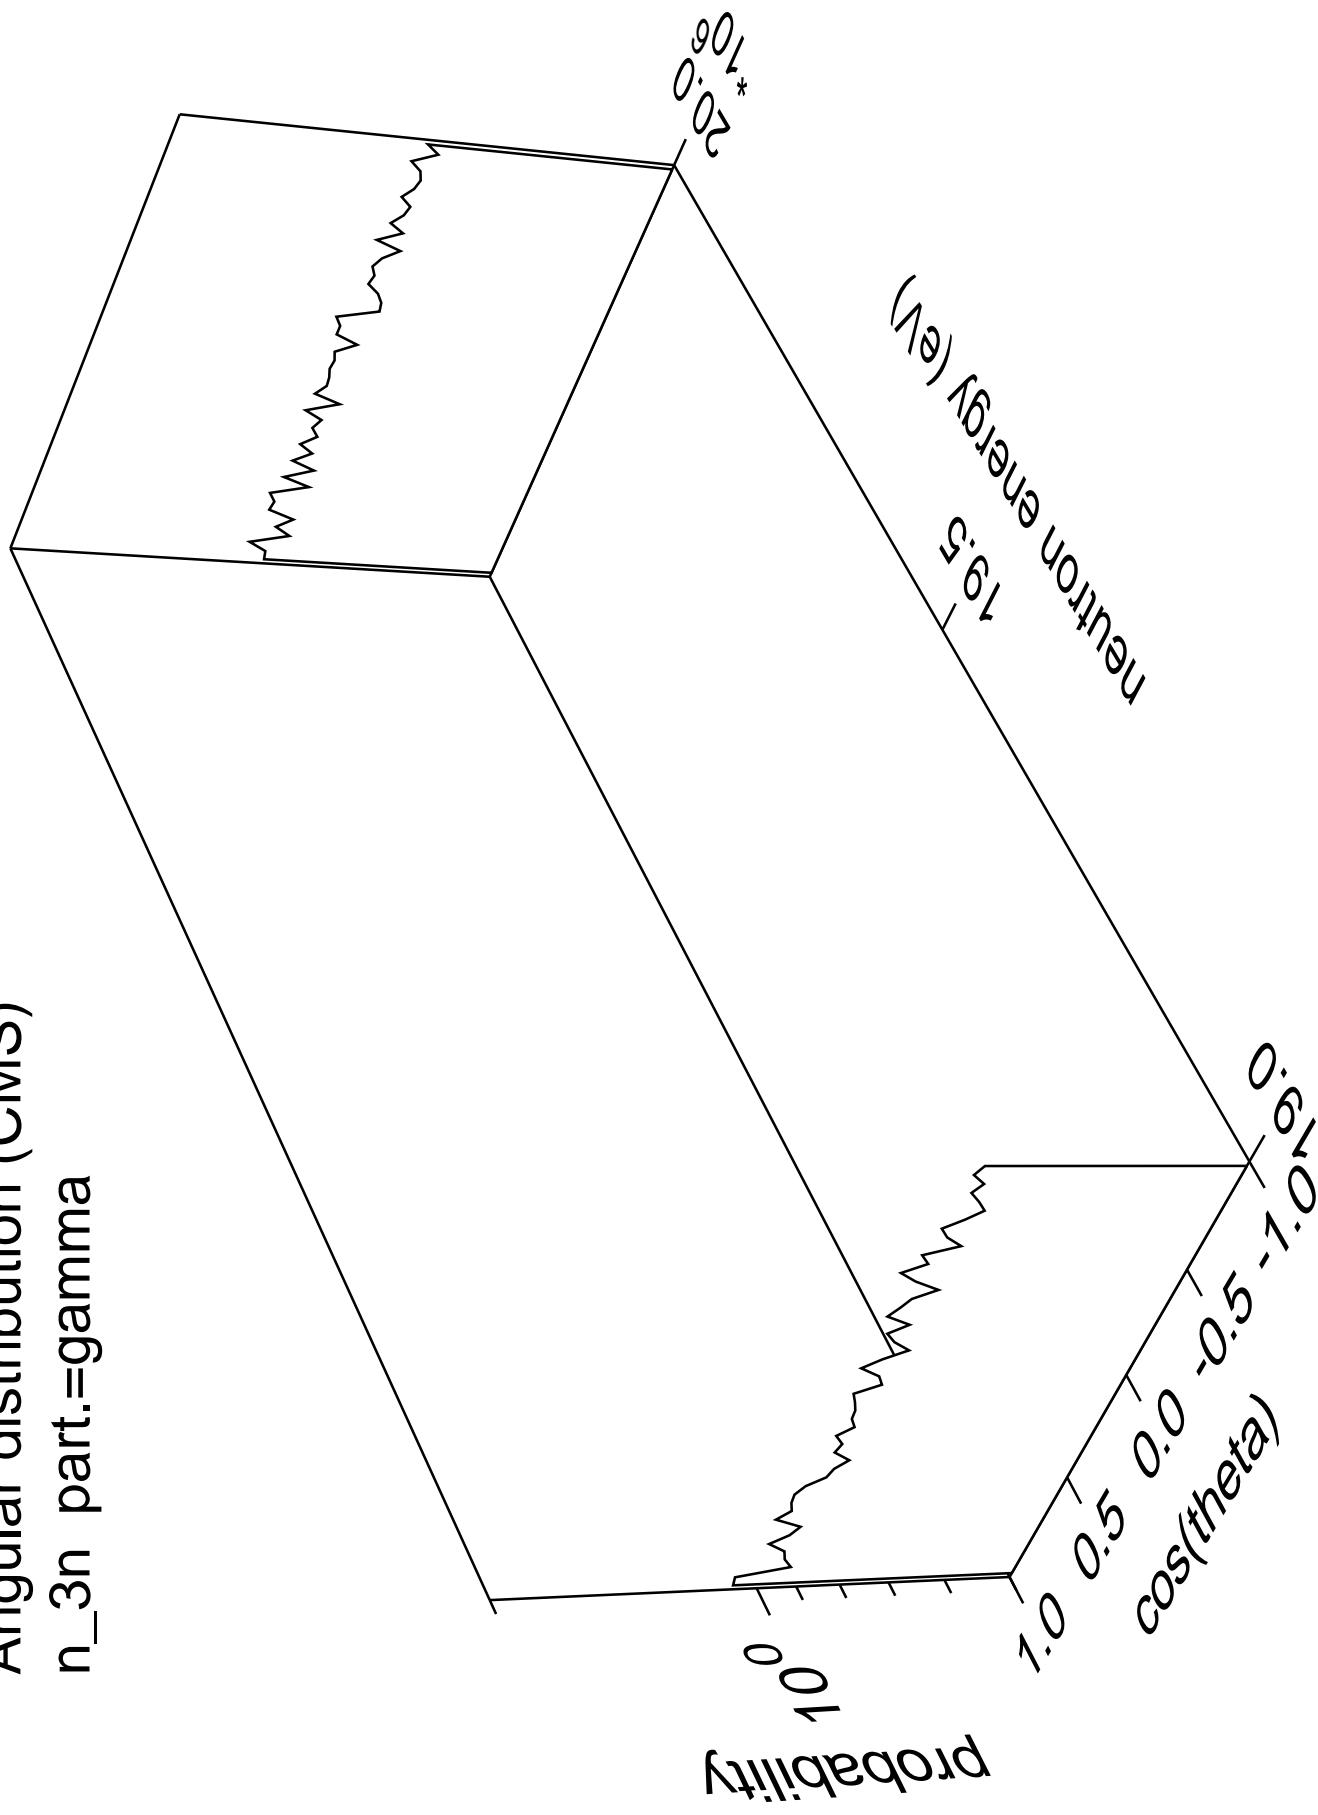 Angular distribution (CMS)
n_3n part.=gamma
probability
10^0
cos(theta)
1.0
0.5
0.0
-0.5
-1.0
neutron energy (eV)
19.0
19.5
20.0
*10^6